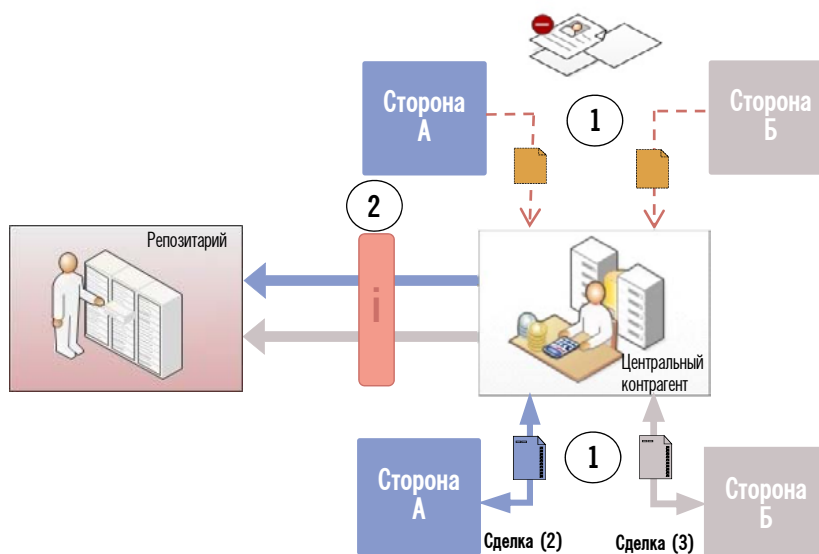 Сторона
А
1
Сторона
Б
2
Репозитарий
i
Центральный
контрагент
Сторона
А
1
Сторона
Б
Сделка (2)
Сделка (3)